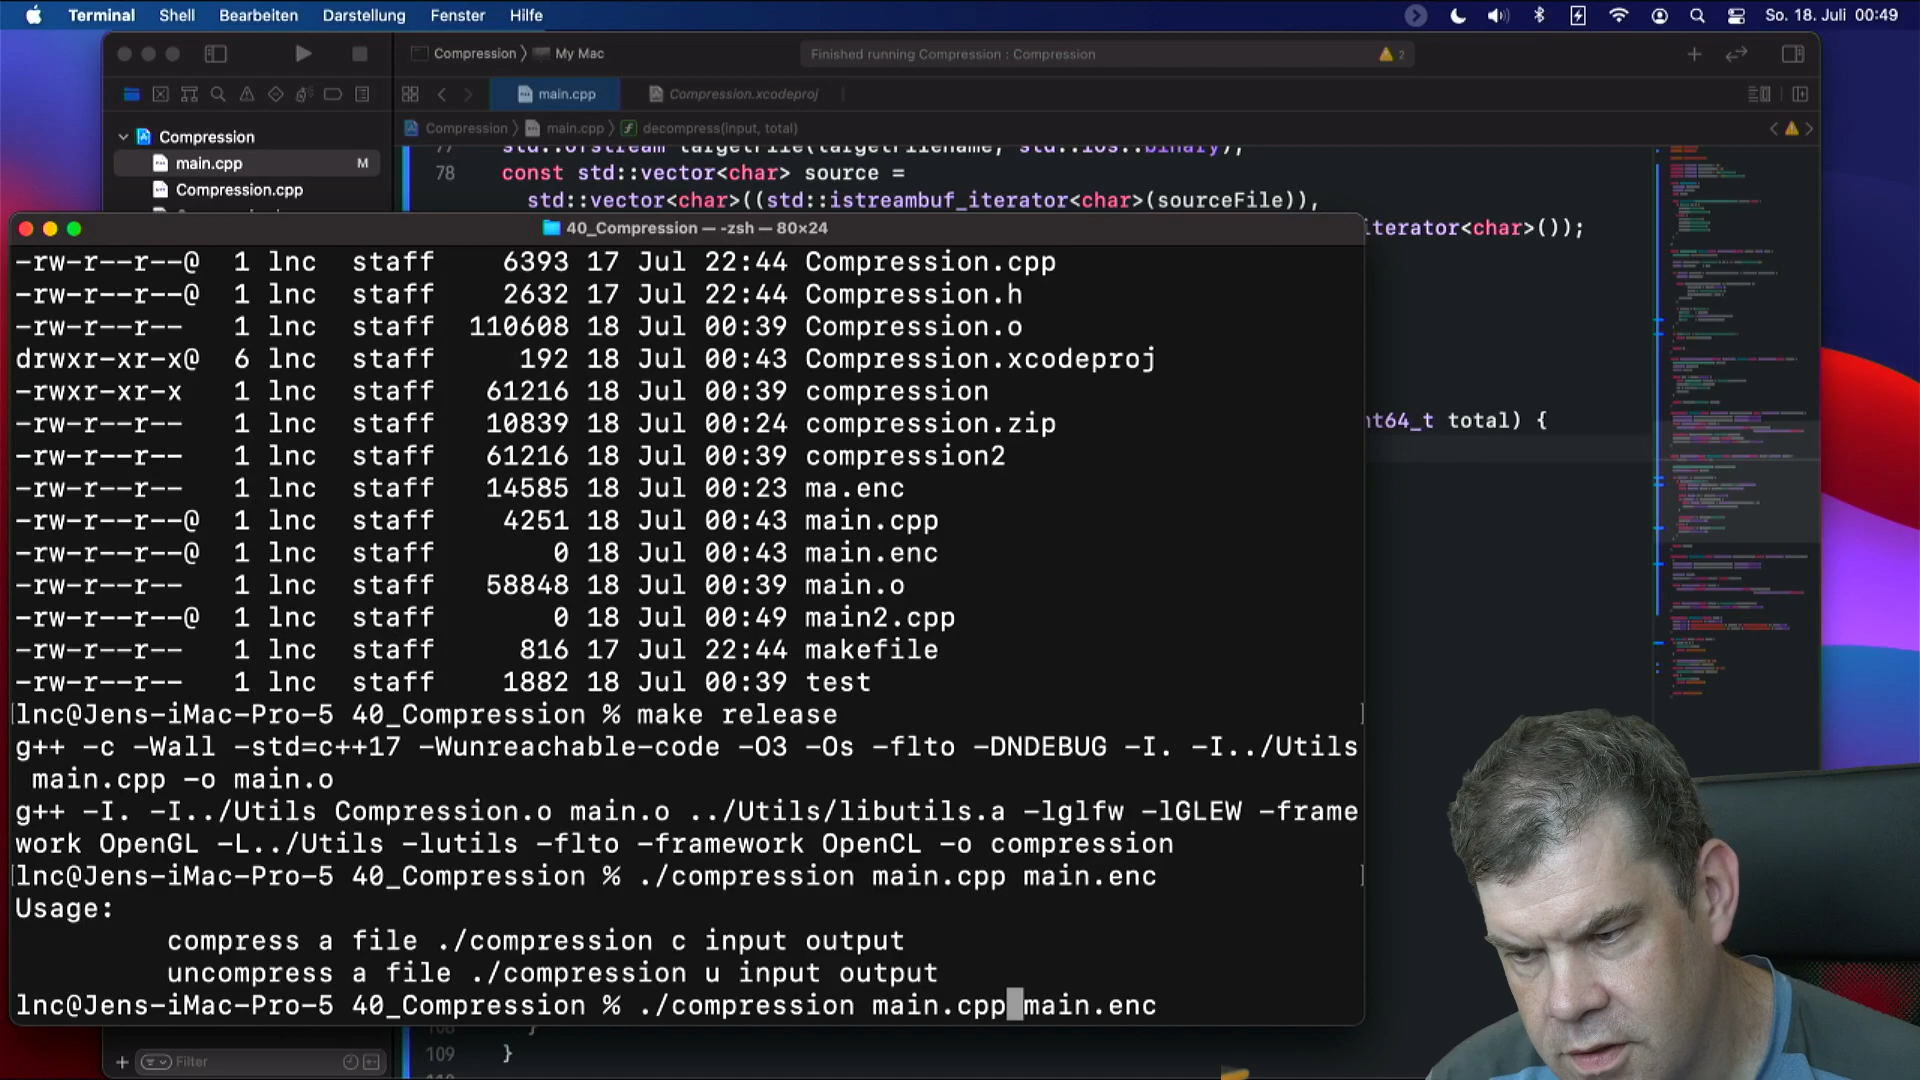 Terminal Shell Bearbeiten Darstellung Fenster Hilfe So. 18. Juli 00:49
Compression 〉 My Mac Finished running Compression : Compression 2
main.cpp Compression.xcodeproj
Compression
Compression 〉 main.cpp 〉 decompress(input, total)
main.cpp M
Compression.cpp
77 std::ofstream targetFile(targetFilename, std::ios::binary);
78 const std::vector<char> source =
std::vector<char>((std::istreambuf_iterator<char>(sourceFile)),
iterator<char>());
nt64_t total) {
40_Compression — -zsh — 80×24
-rw-r--r--@ 1 lnc staff 6393 17 Jul 22:44 Compression.cpp
-rw-r--r--@ 1 lnc staff 2632 17 Jul 22:44 Compression.h
-rw-r--r-- 1 lnc staff 110608 18 Jul 00:39 Compression.o
drwxr-xr-x@ 6 lnc staff 192 18 Jul 00:43 Compression.xcodeproj
-rwxr-xr-x 1 lnc staff 61216 18 Jul 00:39 compression
-rw-r--r-- 1 lnc staff 10839 18 Jul 00:24 compression.zip
-rw-r--r-- 1 lnc staff 61216 18 Jul 00:39 compression2
-rw-r--r-- 1 lnc staff 14585 18 Jul 00:23 ma.enc
-rw-r--r--@ 1 lnc staff 4251 18 Jul 00:43 main.cpp
-rw-r--r--@ 1 lnc staff 0 18 Jul 00:43 main.enc
-rw-r--r-- 1 lnc staff 58848 18 Jul 00:39 main.o
-rw-r--r--@ 1 lnc staff 0 18 Jul 00:49 main2.cpp
-rw-r--r-- 1 lnc staff 816 17 Jul 22:44 makefile
-rw-r--r-- 1 lnc staff 1882 18 Jul 00:39 test
[lnc@Jens-iMac-Pro-5 40_Compression % make release ]
g++ -c -Wall -std=c++17 -Wunreachable-code -O3 -Os -flto -DNDEBUG -I. -I../Utils
main.cpp -o main.o
g++ -I. -I../Utils Compression.o main.o ../Utils/libutils.a -lglfw -lGLEW -frame
work OpenGL -L../Utils -lutils -flto -framework OpenCL -o compression
[lnc@Jens-iMac-Pro-5 40_Compression % ./compression main.cpp main.enc ]
Usage:
compress a file ./compression c input output
uncompress a file ./compression u input output
lnc@Jens-iMac-Pro-5 40_Compression % ./compression main.cpp main.enc
108 }
109 }
Filter